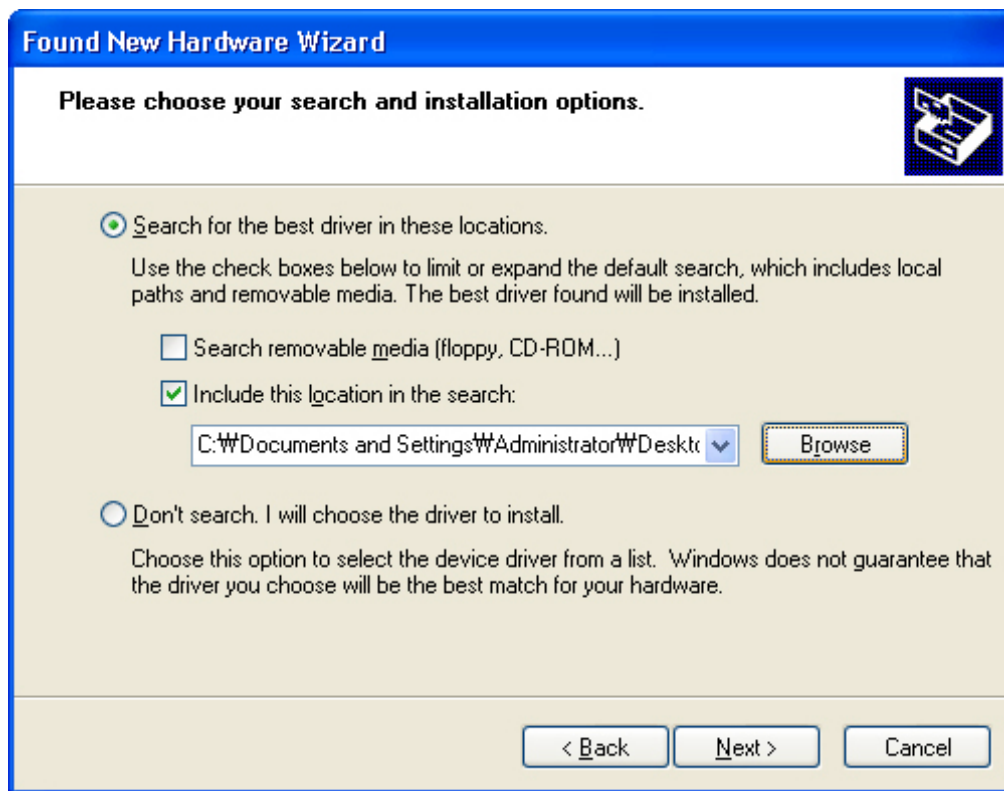 Found New Hardware Wizard
Please choose your search and installation options.
Search for the best driver in these locations.
Use the check boxes below to limit or expand the default search, which includes local
paths and removable media. The best driver found will be installed.
Search removable media (floppy, CD-ROM...)
Include this location in the search:
C:₩Documents and Settings₩Administrator₩Deskto
Browse
Don't search. I will choose the driver to install.
Choose this option to select the device driver from a list. Windows does not guarantee that
the driver you choose will be the best match for your hardware.
< Back
Next >
Cancel